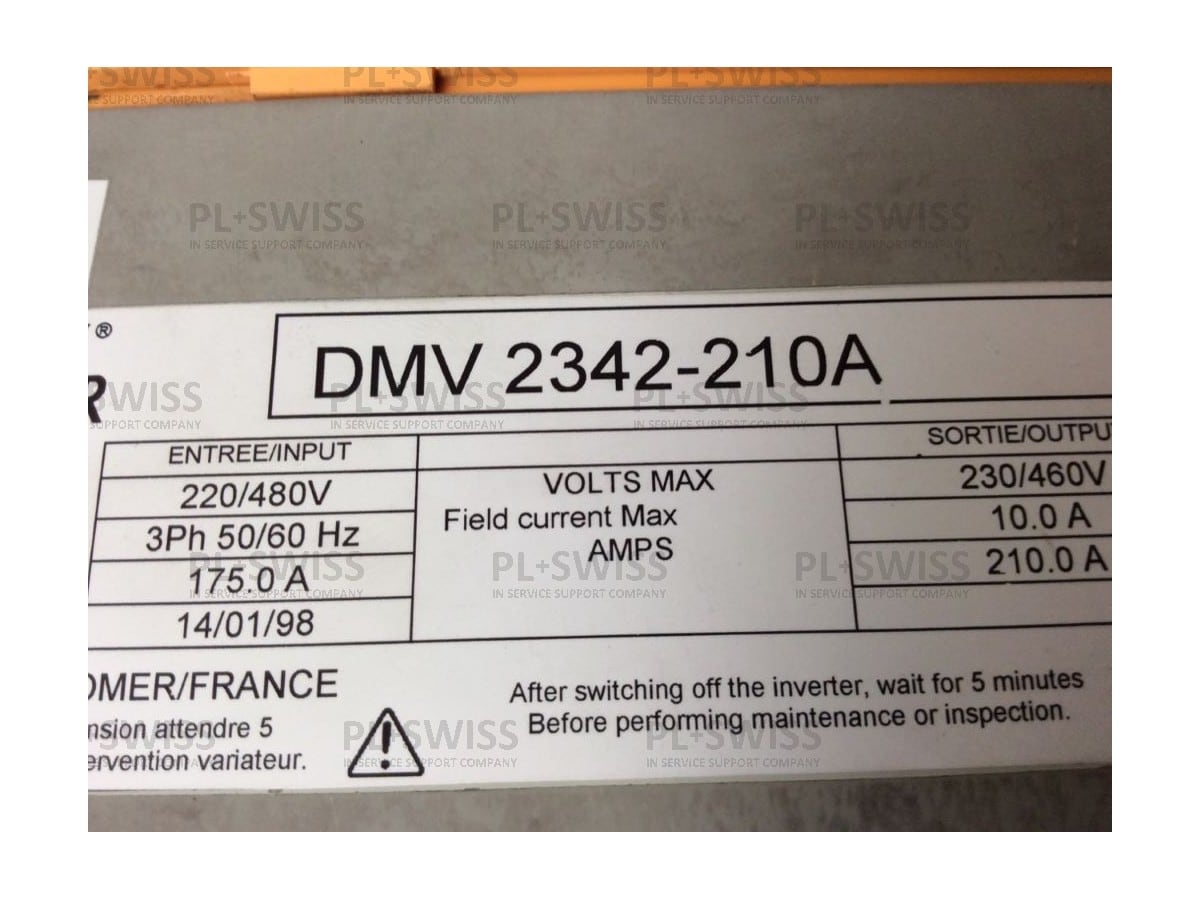 ®
R
DMV 2342-210A
ENTREE/INPUT
SORTIE/OUTPU
220/480V
VOLTS MAX
230/460V
3Ph 50/60 Hz
Field current Max
10.0 A
175.0 A
AMPS
210.0 A
14/01/98
OMER/FRANCE
nsion attendre 5
ervention variateur.
After switching off the inverter, wait for 5 minutes
Before performing maintenance or inspection.
PL+SWISS
IN SERVICE SUPPORT COMPANY